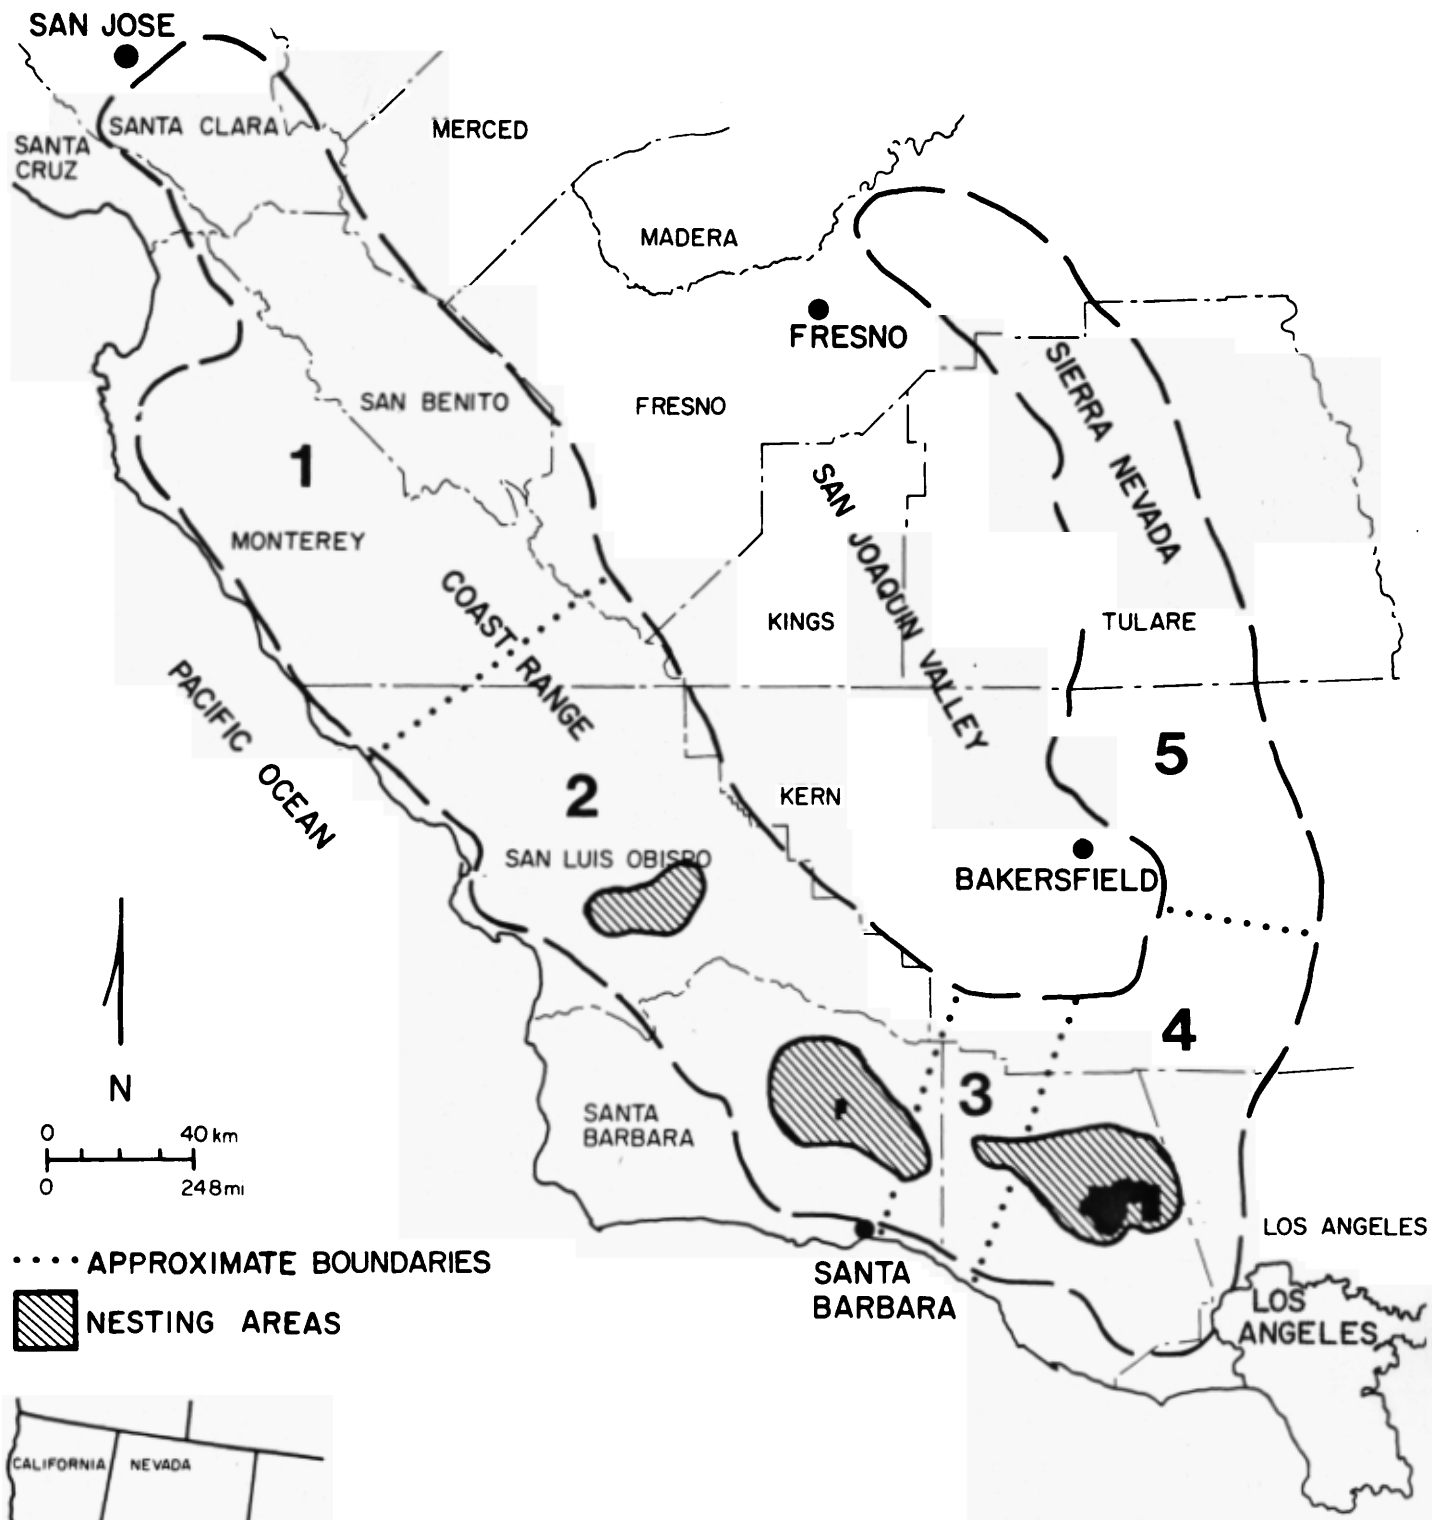 SAN JOSE
SANTA CLARA
SANTA
CRUZ
MERCED
MADERA
FRESNO
FRESNO
SAN BENITO
SIERRA NEVADA
1
MONTEREY
SAN JOAQUIN VALLEY
COAST RANGE
KINGS
TULARE
PACIFIC OCEAN
5
2
KERN
SAN LUIS OBISPO
BAKERSFIELD
4
3
N
SANTA
BARBARA
0 40 km
0 248 mi
LOS ANGELES
APPROXIMATE BOUNDARIES
SANTA
BARBARA
LOS
ANGELES
NESTING AREAS
CALIFORNIA
NEVADA